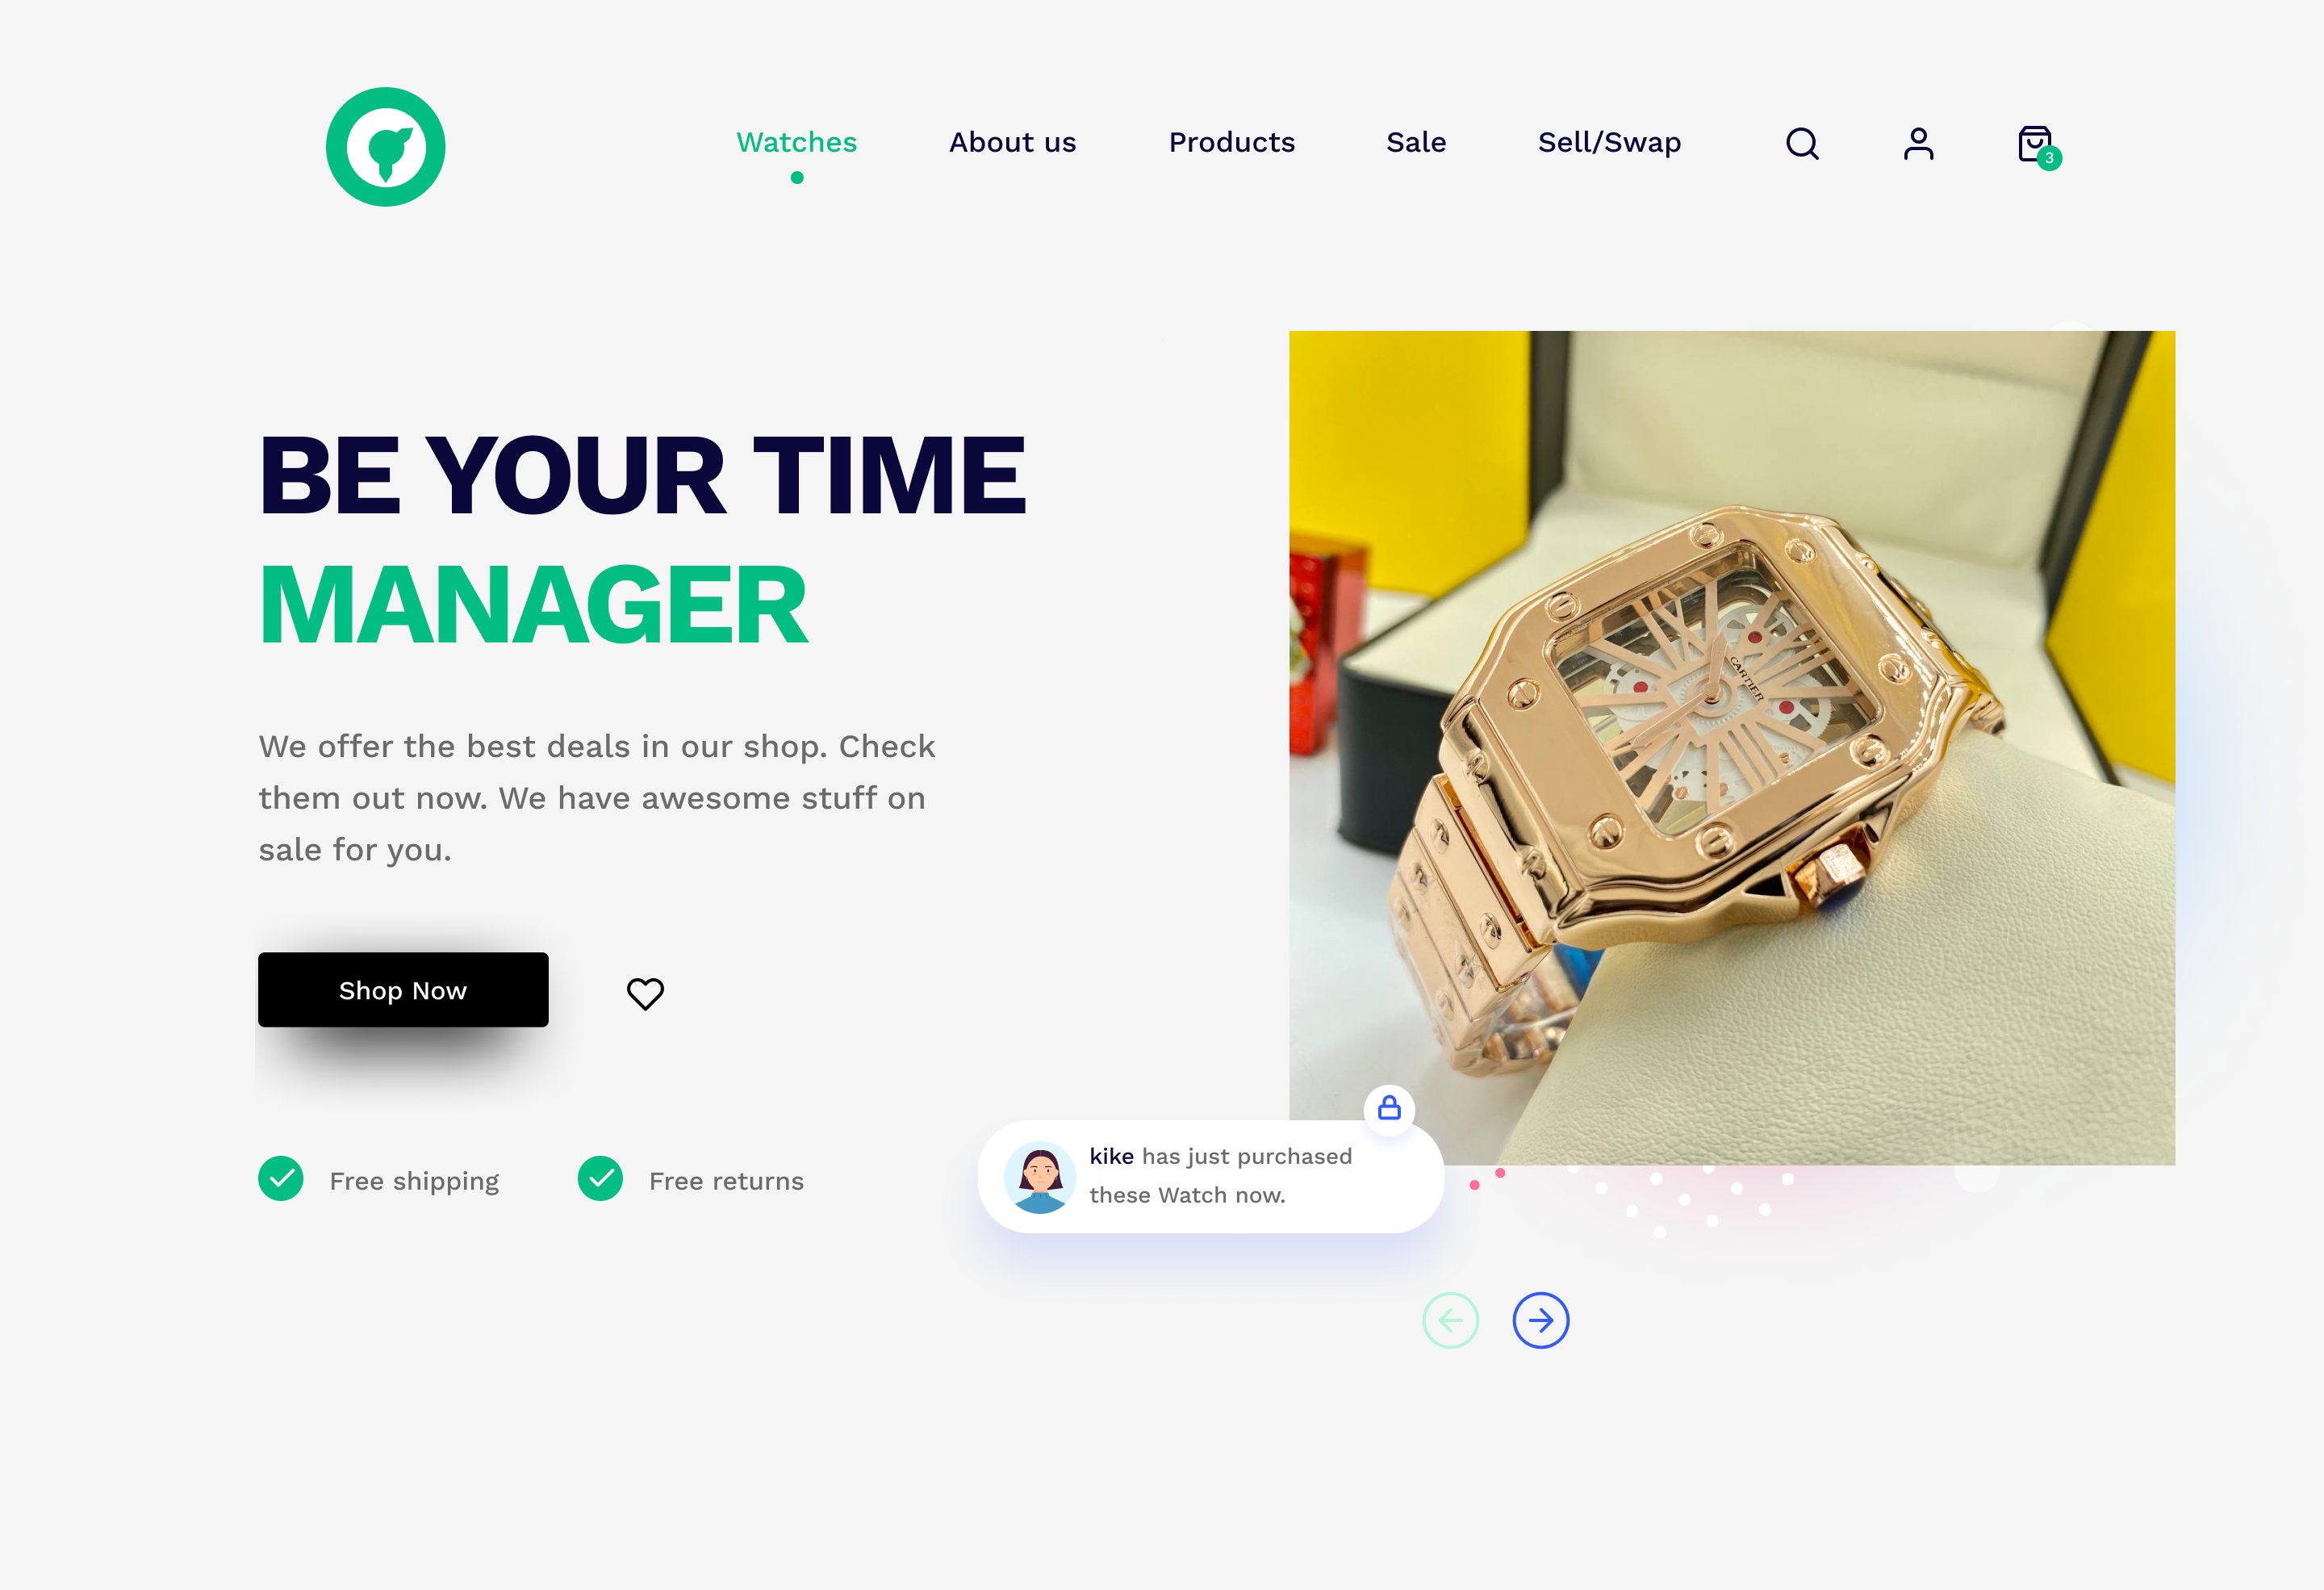 Watches
About us
Products
Sale
Sell/Swap
3
BE YOUR TIME
MANAGER
We offer the best deals in our shop. Check
them out now. We have awesome stuff on
sale for you.
CARTIER
Shop Now
Free shipping
Free returns
kike has just purchased
these Watch now.